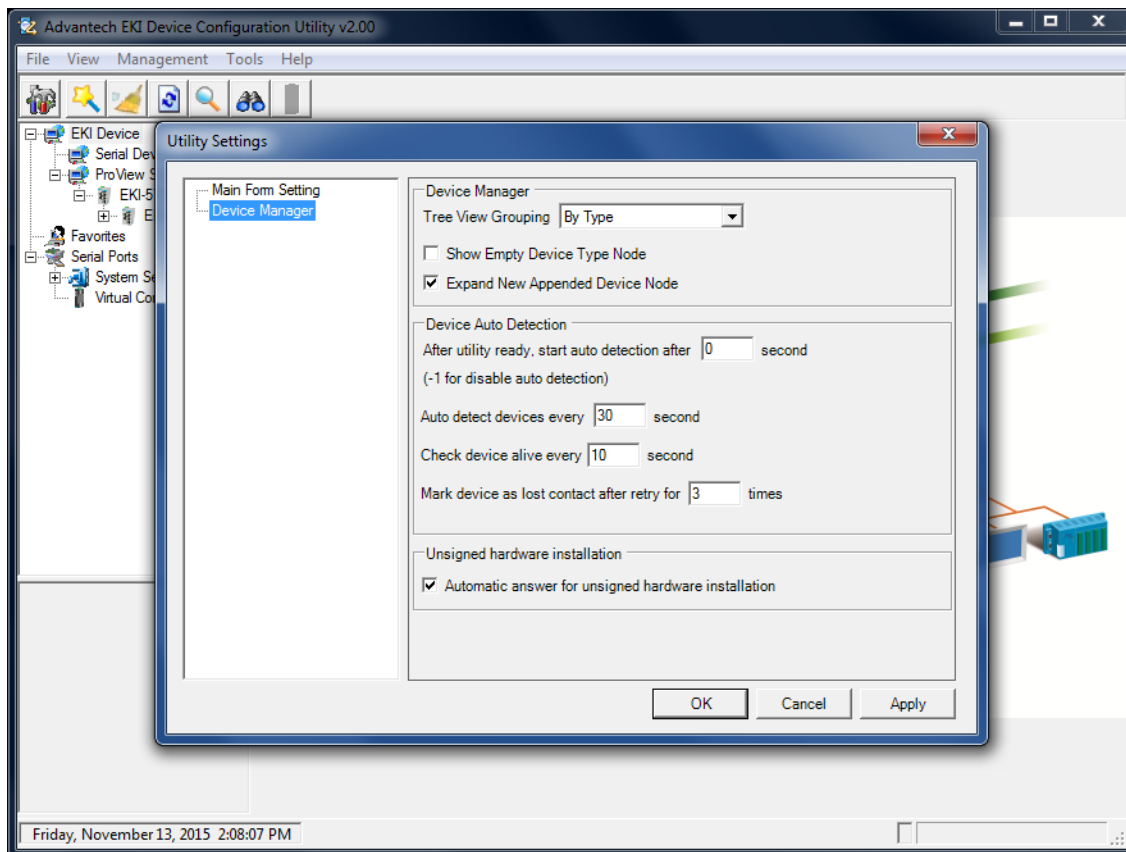 Advantech EKI Device Configuration Utility v2.00
File View Management Tools Help
EKI Device
Serial Dev
ProView S
EKI-5
E
Favorites
Serial Ports
System Se
Virtual Co
Utility Settings
Main Form Setting
Device Manager
Device Manager
Tree View Grouping By Type
Show Empty Device Type Node
Expand New Appended Device Node
Device Auto Detection
After utility ready, start auto detection after 0 second
(-1 for disable auto detection)
Auto detect devices every 30 second
Check device alive every 10 second
Mark device as lost contact after retry for 3 times
Unsigned hardware installation
Automatic answer for unsigned hardware installation
OK Cancel Apply
Friday, November 13, 2015 2:08:07 PM